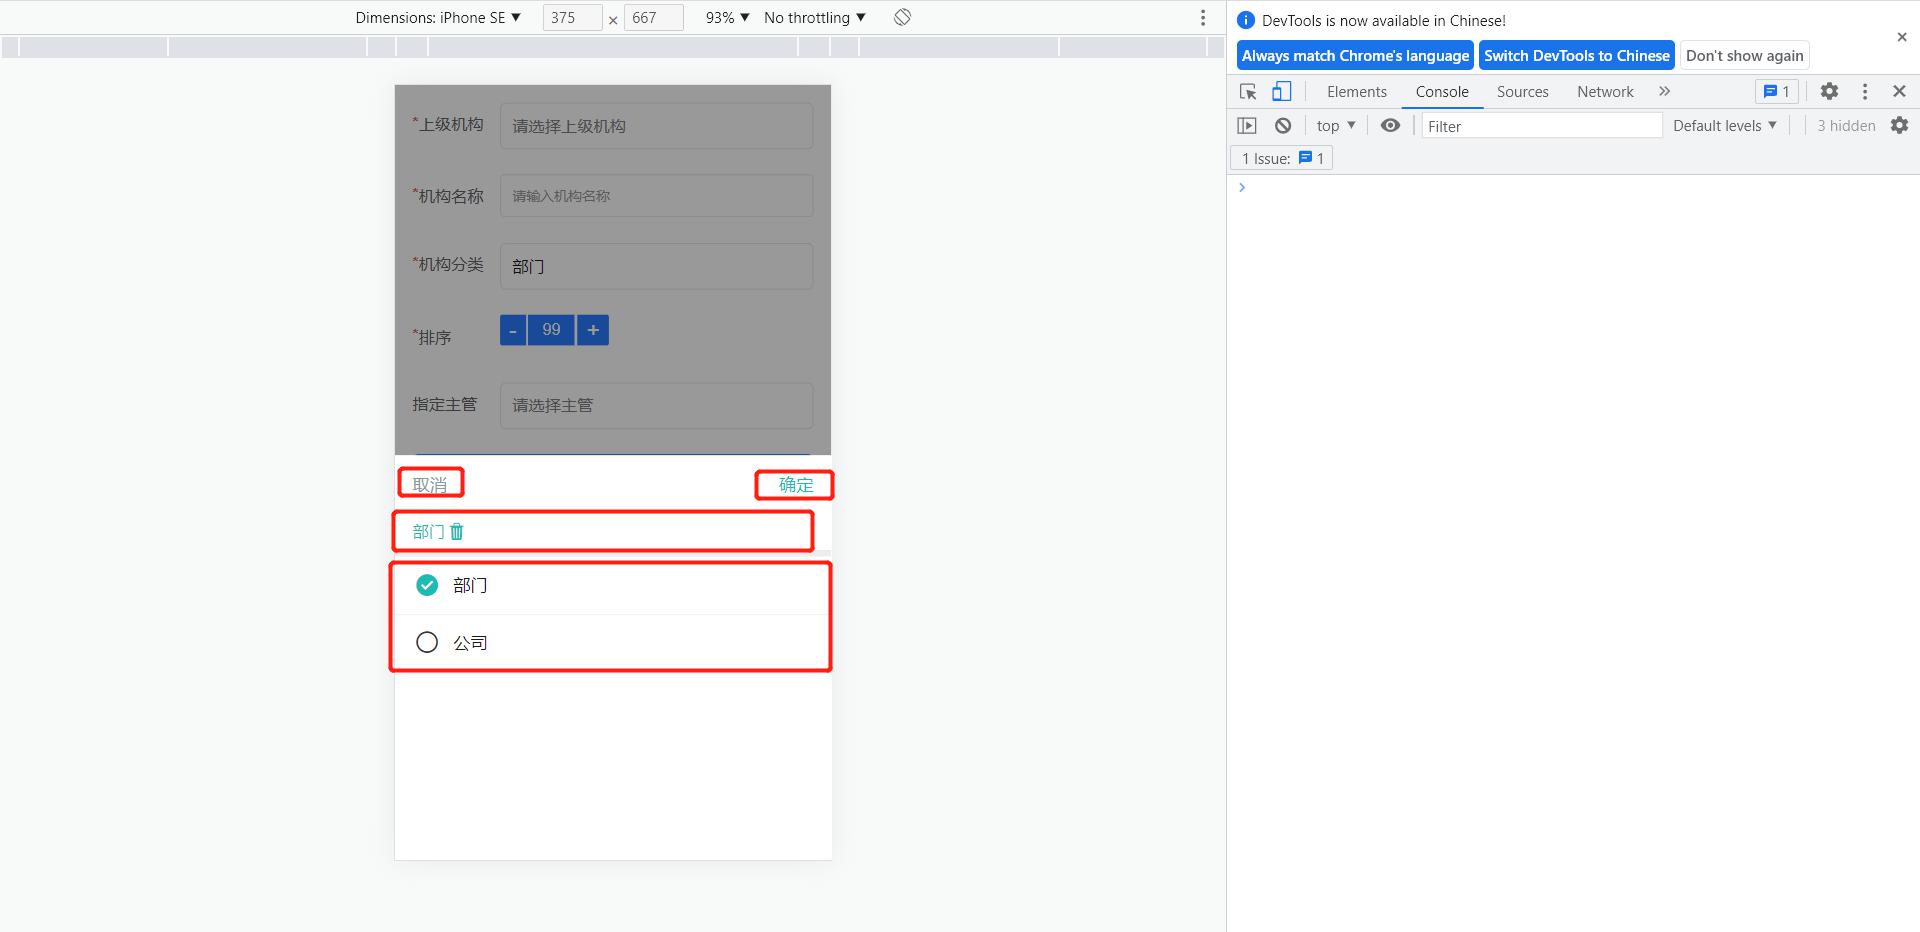 Dimensions: iPhone SE ▼ 375 × 667 93% ▼ No throttling ▼
DevTools is now available in Chinese!
Always match Chrome's language Switch DevTools to Chinese Don't show again
Elements Console Sources Network » 1
top ▼ Filter Default levels ▼ 3 hidden
1 Issue: 1
*上级机构 请选择上级机构
*机构名称 请输入机构名称
*机构分类 部门
*排序 - 99 +
指定主管 请选择主管
取消 确定
部门
部门
公司